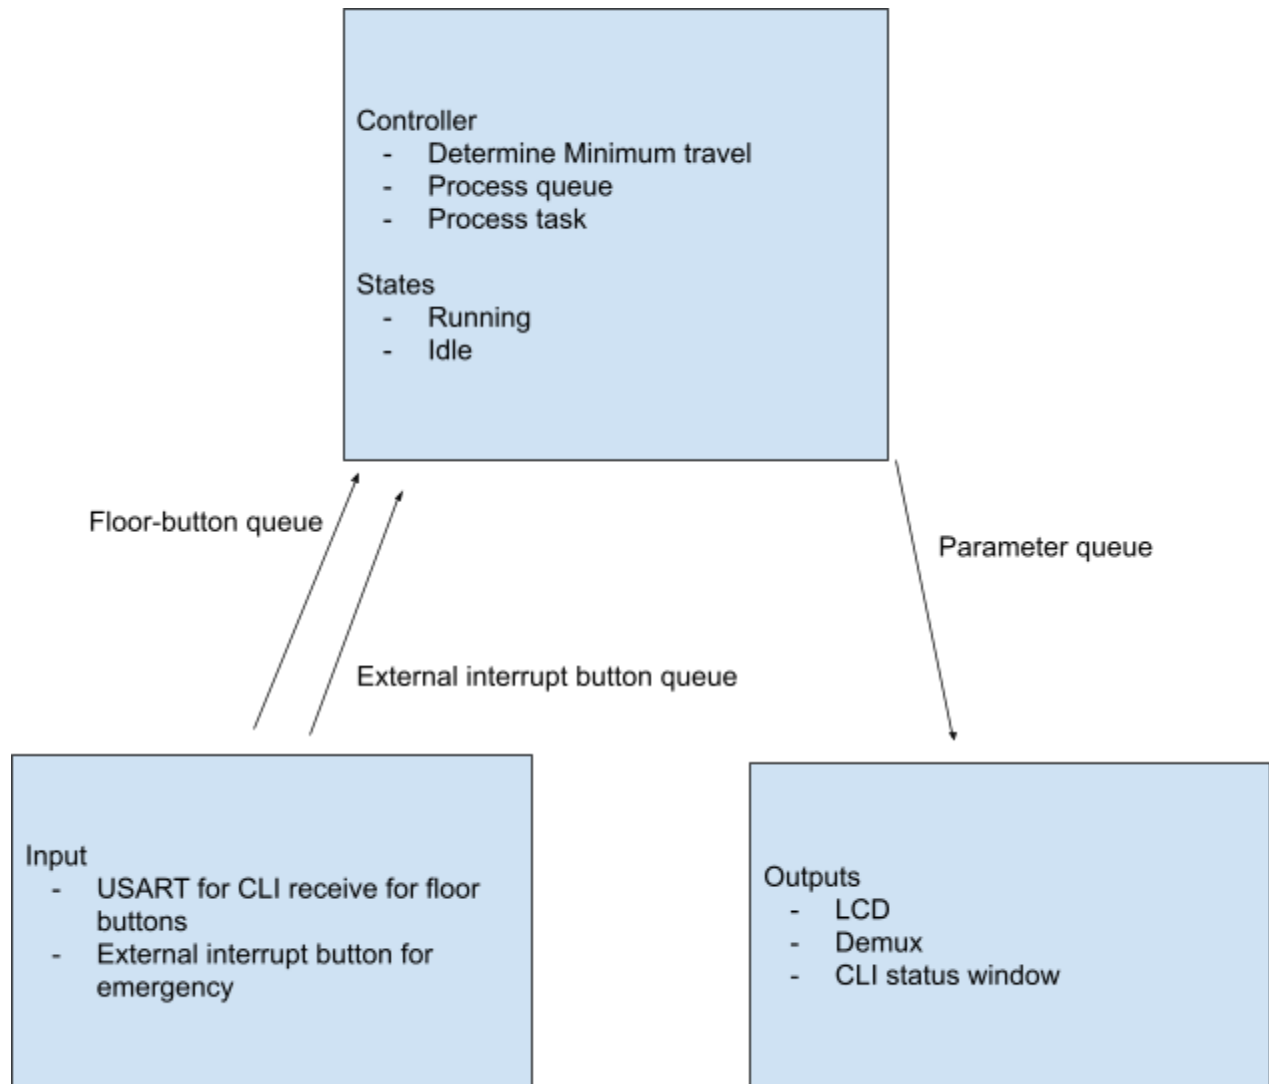 Controller
- Determine Minimum travel
- Process queue
- Process task
States
- Running
- Idle
Floor-button queue
Parameter queue
External interrupt button queue
Input
- USART for CLI receive for floor
buttons
- External interrupt button for
emergency
Outputs
- LCD
- Demux
- CLI status window